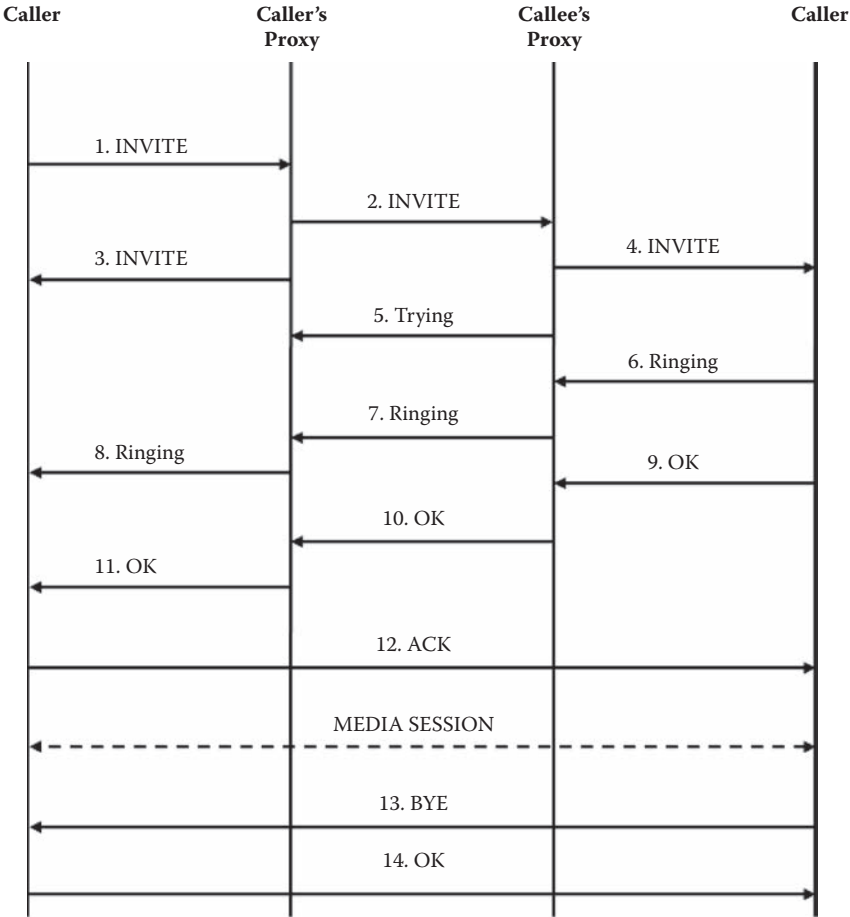 Caller
Caller's
Proxy
Callee's
Proxy
Caller
1. INVITE
2. INVITE
3. INVITE
4. INVITE
5. Trying
6. Ringing
7. Ringing
8. Ringing
9. OK
10. OK
11. OK
12. ACK
MEDIA SESSION
13. BYE
14. OK